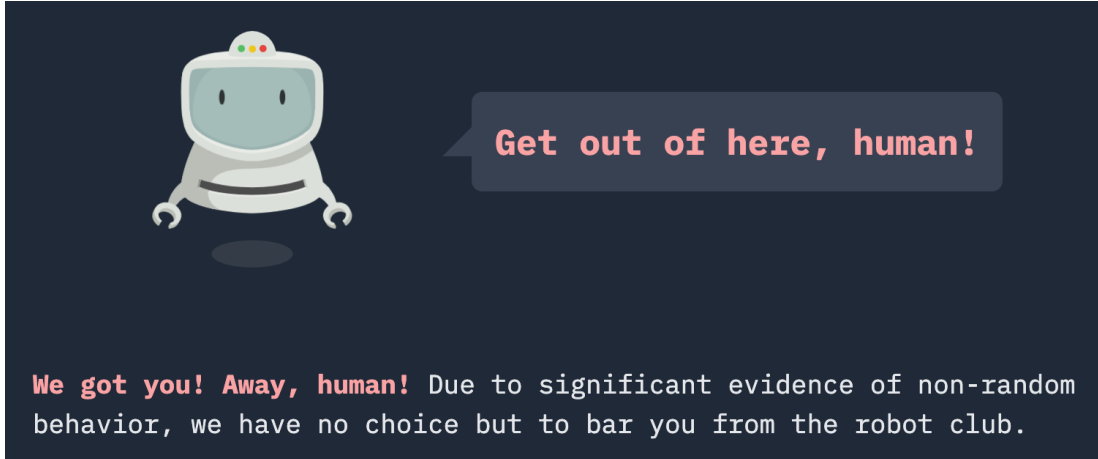 Get out of here, human!
We got you! Away, human! Due to significant evidence of non-random
behavior, we have no choice but to bar you from the robot club.